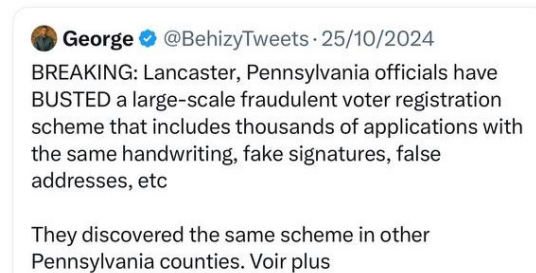 George @BehizyTweets · 25/10/2024
BREAKING: Lancaster, Pennsylvania officials have
BUSTED a large-scale fraudulent voter registration
scheme that includes thousands of applications with
the same handwriting, fake signatures, false
addresses, etc
They discovered the same scheme in other
Pennsylvania counties. Voir plus